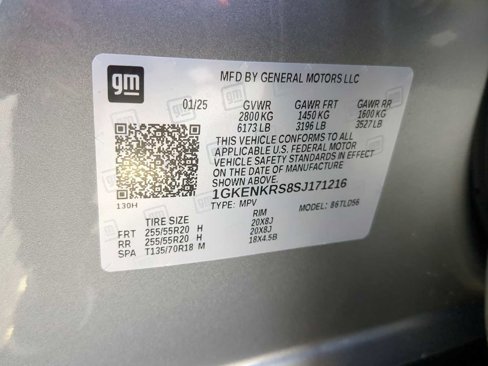 gm
MFD BY GENERAL MOTORS LLC
01/25 GVWR GAWR FRT GAWR RR
2800 KG 1450 KG 1600 KG
6173 LB 3196 LB 3527 LB
THIS VEHICLE CONFORMS TO ALL
APPLICABLE U.S. FEDERAL MOTOR
VEHICLE SAFETY STANDARDS IN EFFECT
ON THE DATE OF MANUFACTURE
SHOWN ABOVE.
1GKENKRS8SJ171216
130H
TYPE: MPV MODEL: 86TLD56
TIRE SIZE RIM
FRT 255/55R20 H 20X8J
RR 255/55R20 H 20X8J
SPA T135/70R18 M 18X4.5B